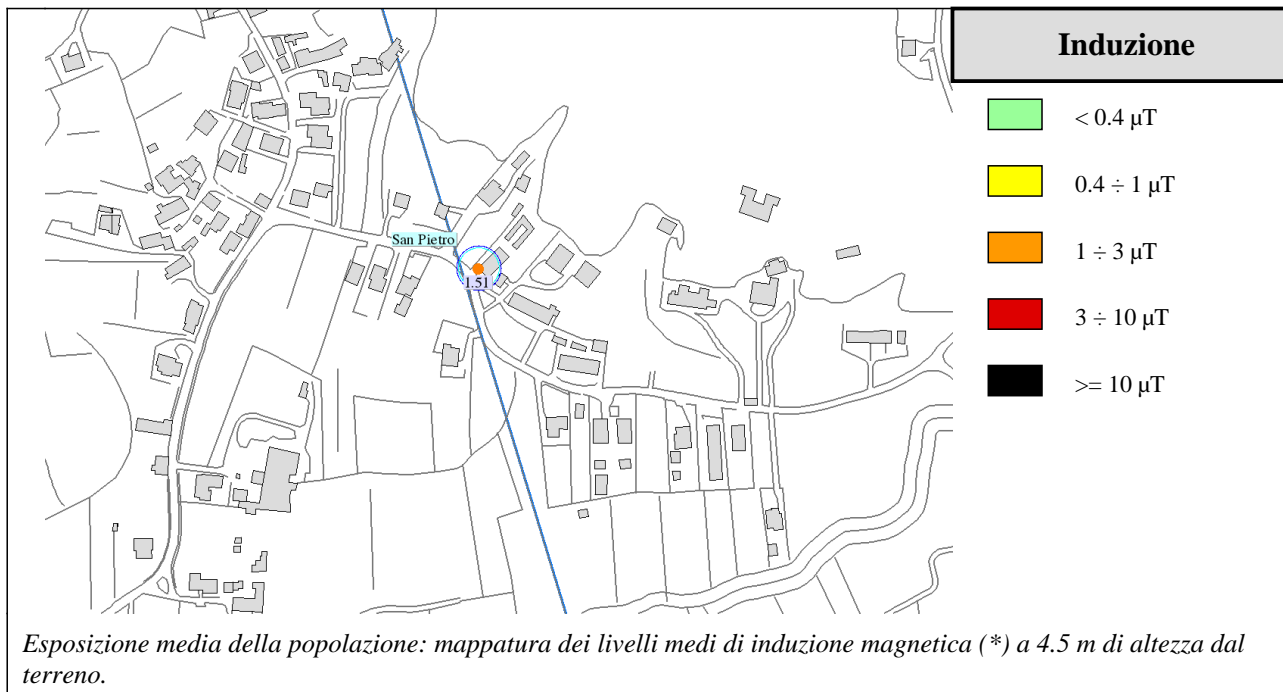 Induzione
< 0.4 µT
0.4 ÷ 1 µT
1 ÷ 3 µT
3 ÷ 10 µT
>= 10 µT
San Pietro
1.51
Esposizione media della popolazione: mappatura dei livelli medi di induzione magnetica (*) a 4.5 m di altezza dal
terreno.